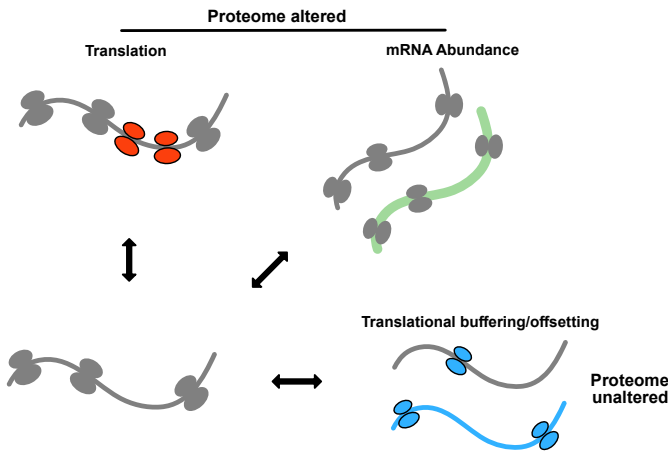 Proteome altered
Translation
mRNA Abundance
Translational buffering/offsetting
Proteome
unaltered